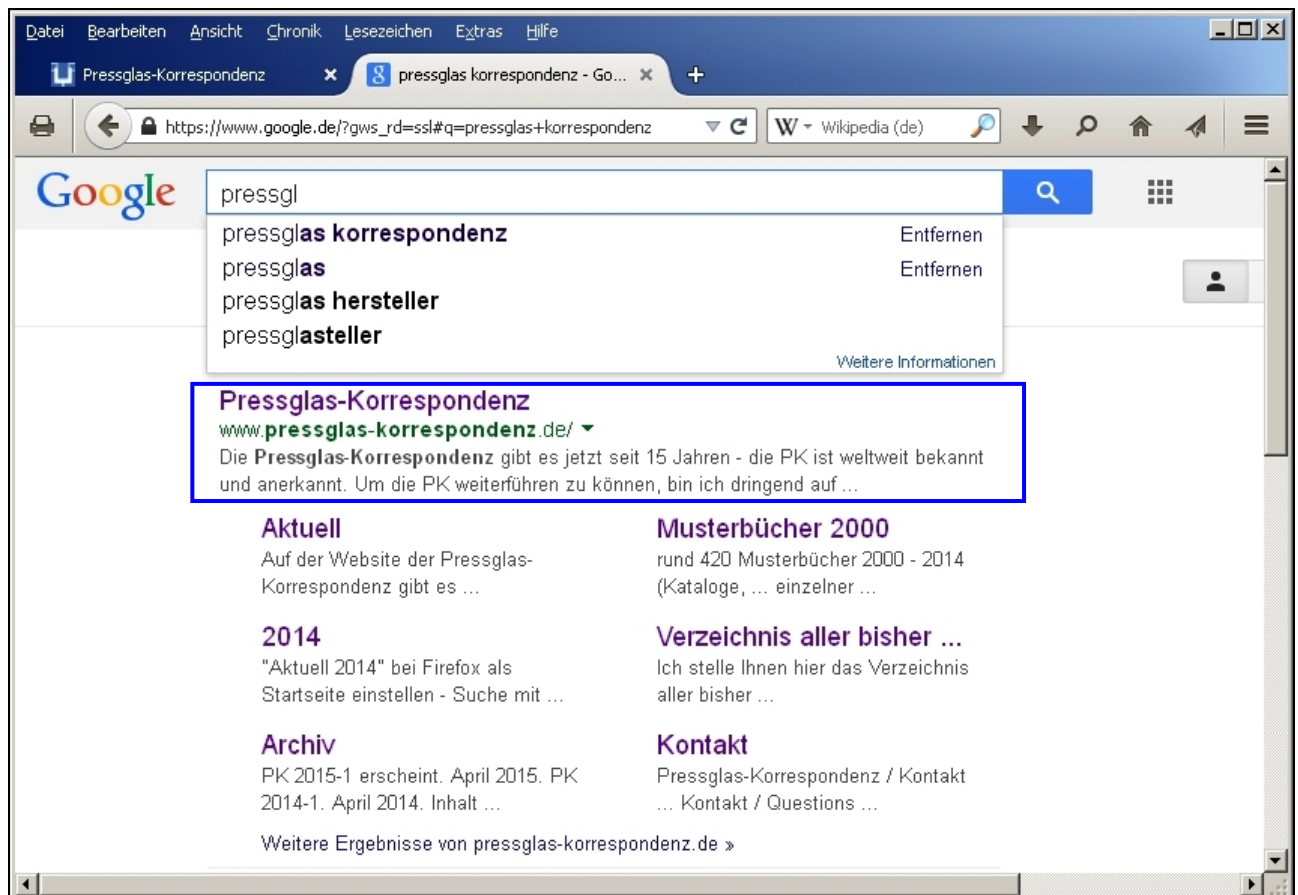 Datei Bearbeiten Ansicht Chronik Lesezeichen Extras Hilfe
Pressglas-Korrespondenz pressglas korrespondenz - Go...
https://www.google.de/?gws_rd=ssl#q=pressglas+korrespondenz W Wikipedia (de)
Google pressgl
pressglas korrespondenz Entfernen
pressglas Entfernen
pressglas hersteller
pressglasteller
Weitere Informationen
Pressglas-Korrespondenz
www.pressglas-korrespondenz.de/
Die Pressglas-Korrespondenz gibt es jetzt seit 15 Jahren - die PK ist weltweit bekannt
und anerkannt. Um die PK weiterführen zu können, bin ich dringend auf ...
Aktuell
Auf der Website der Pressglas-
Korrespondenz gibt es ...
Musterbücher 2000
rund 420 Musterbücher 2000 - 2014
(Kataloge, ... einzelner ...
2014
"Aktuell 2014" bei Firefox als
Startseite einstellen - Suche mit ...
Verzeichnis aller bisher ...
Ich stelle Ihnen hier das Verzeichnis
aller bisher ...
Archiv
PK 2015-1 erscheint. April 2015. PK
2014-1. April 2014. Inhalt ...
Kontakt
Pressglas-Korrespondenz / Kontakt
... Kontakt / Questions ...
Weitere Ergebnisse von pressglas-korrespondenz.de »